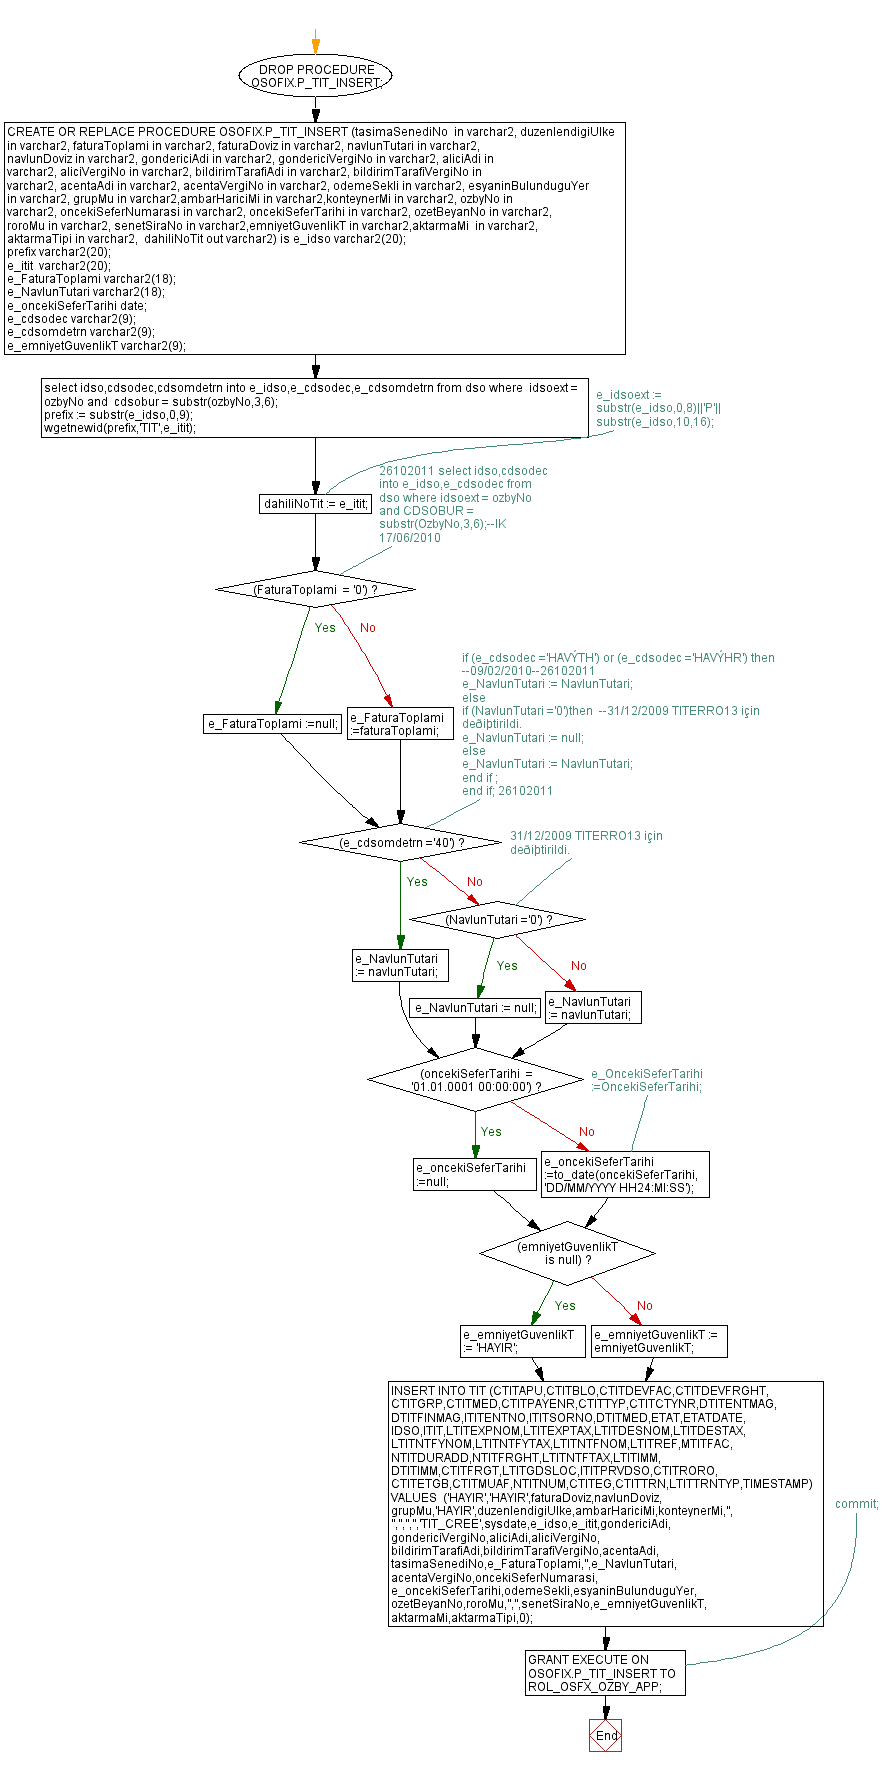 DROP PROCEDURE
OSOFIX.P_TIT_INSERT;
CREATE OR REPLACE PROCEDURE OSOFIX.P_TIT_INSERT (tasimaSenediNo  in varchar2, duzenlendigiUlke
in varchar2, faturaToplami in varchar2, faturaDoviz in varchar2, navlunTutari in varchar2,
navlunDoviz in varchar2, gondericiAdi in varchar2, gondericiVergiNo in varchar2, aliciAdi in
varchar2, aliciVergiNo in varchar2, bildirimTarafiAdi in varchar2, bildirimTarafiVergiNo in
varchar2, acentaAdi in varchar2, acentaVergiNo in varchar2, odemeSekli in varchar2, esyaninBulunduguYer
in varchar2, grupMu in varchar2,ambarHariciMi in varchar2,konteynerMi in varchar2, ozbyNo in
varchar2, oncekiSeferNumarasi in varchar2, oncekiSeferTarihi in varchar2, ozetBeyanNo in varchar2,
roroMu in varchar2, senetSiraNo in varchar2,emniyetGuvenlikT in varchar2,aktarmaMi  in varchar2,
aktarmaTipi in varchar2,  dahiliNoTit out varchar2) is e_idso varchar2(20);
prefix varchar2(20);
e_itit  varchar2(20);
e_FaturaToplami varchar2(18);
e_NavlunTutari varchar2(18);
e_oncekiSeferTarihi date;
e_cdsodec varchar2(9);
e_cdsomdetrn varchar2(9);
e_emniyetGuvenlikT varchar2(9);
select idso,cdsodec,cdsomdetrn into e_idso,e_cdsodec,e_cdsomdetrn from dso where  idsoext =
ozbyNo and  cdsobur = substr(ozbyNo,3,6);
prefix := substr(e_idso,0,9);
wgetnewid(prefix,'TIT',e_itit);
e_idsoext :=
substr(e_idso,0,8)||'P'||
substr(e_idso,10,16);
dahiliNoTit := e_itit;
26102011 select idso,cdsodec
into e_idso,e_cdsodec from
dso where idsoext = ozbyNo
and CDSOBUR =
substr(OzbyNo,3,6);--IK
17/06/2010
(FaturaToplami  = '0') ?
Yes
No
e_FaturaToplami :=null;
e_FaturaToplami
:=faturaToplami;
if (e_cdsodec ='HAVÝTH') or (e_cdsodec ='HAVÝHR') then
--09/02/2010--26102011
e_NavlunTutari := NavlunTutari;
else
if (NavlunTutari ='0')then  --31/12/2009 TITERRO13 için
deðiþtirildi.
e_NavlunTutari := null;
else
e_NavlunTutari := NavlunTutari;
end if ;
end if; 26102011
(e_cdsomdetrn ='40') ?
31/12/2009 TITERRO13 için
deðiþtirildi.
Yes
No
(NavlunTutari ='0') ?
e_NavlunTutari
:= navlunTutari;
Yes
No
e_NavlunTutari := null;
e_NavlunTutari
:= navlunTutari;
(oncekiSeferTarihi  =
'01.01.0001 00:00:00') ?
e_OncekiSeferTarihi
:=OncekiSeferTarihi;
Yes
No
e_oncekiSeferTarihi
:=null;
e_oncekiSeferTarihi
:=to_date(oncekiSeferTarihi,
'DD/MM/YYYY HH24:MI:SS');
(emniyetGuvenlikT
is null) ?
Yes
No
e_emniyetGuvenlikT
:= 'HAYIR';
e_emniyetGuvenlikT :=
emniyetGuvenlikT;
INSERT INTO TIT (CTITAPU,CTITBLO,CTITDEVFAC,CTITDEVFRGHT,
CTITGRP,CTITMED,CTITPAYENR,CTITTYP,CTITCTYNR,DTITENTMAG,
DTITFINMAG,ITITENTNO,ITITSORNO,DTITMED,ETAT,ETATDATE,
IDSO,ITIT,LTITEXPNOM,LTITEXPTAX,LTITDESNOM,LTITDESTAX,
LTITNTFYNOM,LTITNTFYTAX,LTITNTFNOM,LTITREF,MTITFAC,
NTITDURADD,NTITFRGHT,LTITNTFTAX,LTITIMM,
DTITIMM,CTITFRGT,LTITGDSLOC,ITITPRVDSO,CTITRORO,
CTITETGB,CTITMUAF,NTITNUM,CTITEG,CTITTRN,LTITTRNTYP,TIMESTAMP)
VALUES  ('HAYIR','HAYIR',faturaDoviz,navlunDoviz,
grupMu,'HAYIR',duzenlendigiUlke,ambarHariciMi,konteynerMi,'',
'','','','','TIT_CREE',sysdate,e_idso,e_itit,gondericiAdi,
gondericiVergiNo,aliciAdi,aliciVergiNo,
bildirimTarafiAdi,bildirimTarafiVergiNo,acentaAdi,
tasimaSenediNo,e_FaturaToplami,'',e_NavlunTutari,
acentaVergiNo,oncekiSeferNumarasi,
e_oncekiSeferTarihi,odemeSekli,esyaninBulunduguYer,
ozetBeyanNo,roroMu,'','',senetSiraNo,e_emniyetGuvenlikT,
aktarmaMi,aktarmaTipi,0);
commit;
GRANT EXECUTE ON
OSOFIX.P_TIT_INSERT TO
ROL_OSFX_OZBY_APP;
End